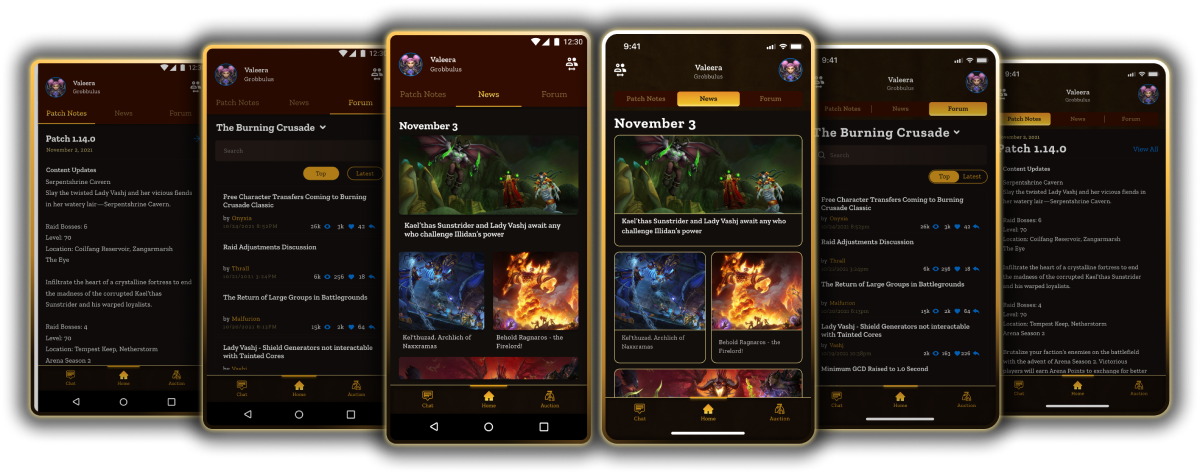 Valeera
Grobbulus
Patch Notes
News
Forum
Patch 1.14.0
November 2, 2021
Content Updates
Serpentshrine Cavern
Slay the twisted Lady Vashj and her vicious fiends
in her watery lair—Serpentshrine Cavern.
Raid Bosses: 6
Level: 70
Location: Coilfang Reservoir, Zangarmarsh
The Eye
Infiltrate the heart of a crystalline fortress to end
the madness of the corrupted Kael'thas
Sunstrider and his warped loyalists.
Raid Bosses: 4
Level: 70
Location: Tempest Keep, Netherstorm
Arena Season 2
Chat
Home
Auction
12:30
Valeera
Grobbulus
Patch Notes
News
Forum
The Burning Crusade
Search
Top
Latest
Free Character Transfers Coming to Burning
Crusade Classic
by Onyxia
26k
3k
42
Raid Adjustments Discussion
by Thrall
6k
256
18
The Return of Large Groups in Battlegrounds
by Malfurion
15k
2k
64
Lady Vashj - Shield Generators not interactable
with Tainted Cores
Chat
Home
Auction
12:30
Valeera
Grobbulus
Patch Notes
News
Forum
November 3
Kael'thas Sunstrider and Lady Vashj await any
who challenge Illidan's power
Kel'thuzad. Archlich of
Naxxramas
Behold Ragnaros - the
Firelord!
Chat
Home
Auction
9:41
Valeera
Grobbulus
Patch Notes
News
Forum
November 3
Kael'thas Sunstrider and Lady Vashj await any who
challenge Illidan's power
Kel'thuzad. Archlich of
Naxxramas
Behold Ragnaros - the
Firelord!
Chat
Home
Auction
9:41
Valeera
Grobbulus
Patch Notes
News
Forum
The Burning Crusade
Search
Top
Latest
Free Character Transfers Coming to Burning
Crusade Classic
by Onyxia
26k
3k
42
Raid Adjustments Discussion
by Thrall
6k
256
18
The Return of Large Groups in Battlegrounds
by Malfurion
15k
2k
64
Lady Vashj - Shield Generators not interactable
with Tainted Cores
by Vashj
2k
163
226
Minimum GCD Raised to 1.0 Second
Chat
Home
Auction
9:41
Valeera
Grobbulus
Patch Notes
News
Forum
Patch 1.14.0
View All
Content Updates
Serpentshrine Cavern
Slay the twisted Lady Vashj and her vicious fiends in
her watery lair—Serpentshrine Cavern.
Raid Bosses: 6
Level: 70
Location: Coilfang Reservoir, Zangarmarsh
The Eye
Infiltrate the heart of a crystalline fortress to end
the madness of the corrupted Kael'thas Sunstrider
and his warped loyalists.
Raid Bosses: 4
Level: 70
Location: Tempest Keep, Netherstorm
Arena Season 2
Brutalize your faction's enemies on the battlefield
with the advent of Arena Season 2. Victorious
players will earn Arena Points to exchange for better
Chat
Home
Auction